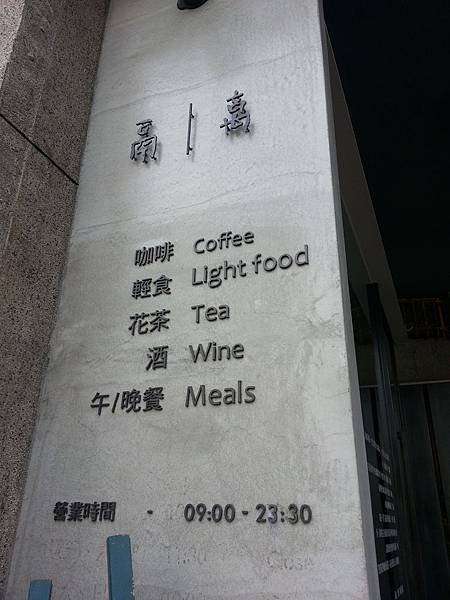 咖啡 Coffee
輕食 Light food
花茶 Tea
酒 Wine
午/晚餐 Meals
營業時間 - 09:00 - 23:30